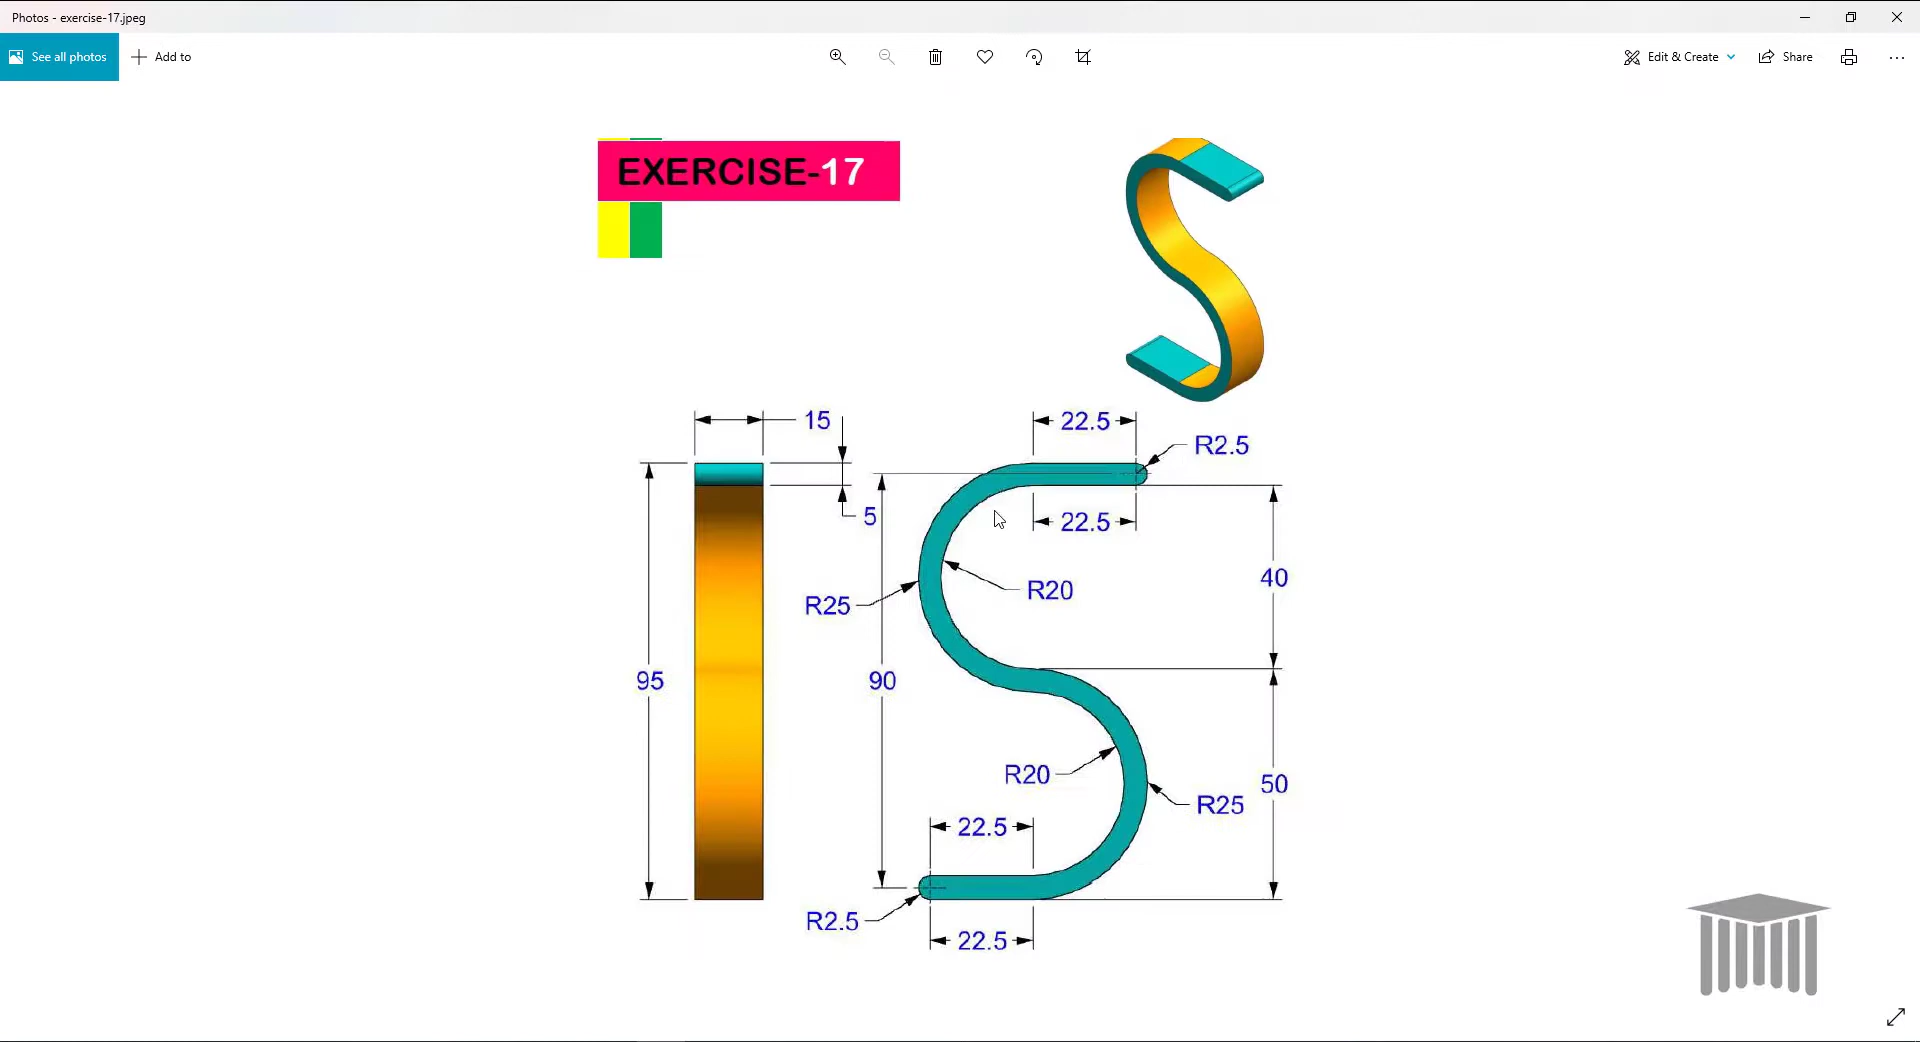 Photos - exercise-17.jpeg
See all photos
Add to
Edit & Create
Share
EXERCISE-17
15
22.5
R2.5
5
22.5
40
R20
R25
95
90
R20
50
R25
22.5
R2.5
22.5